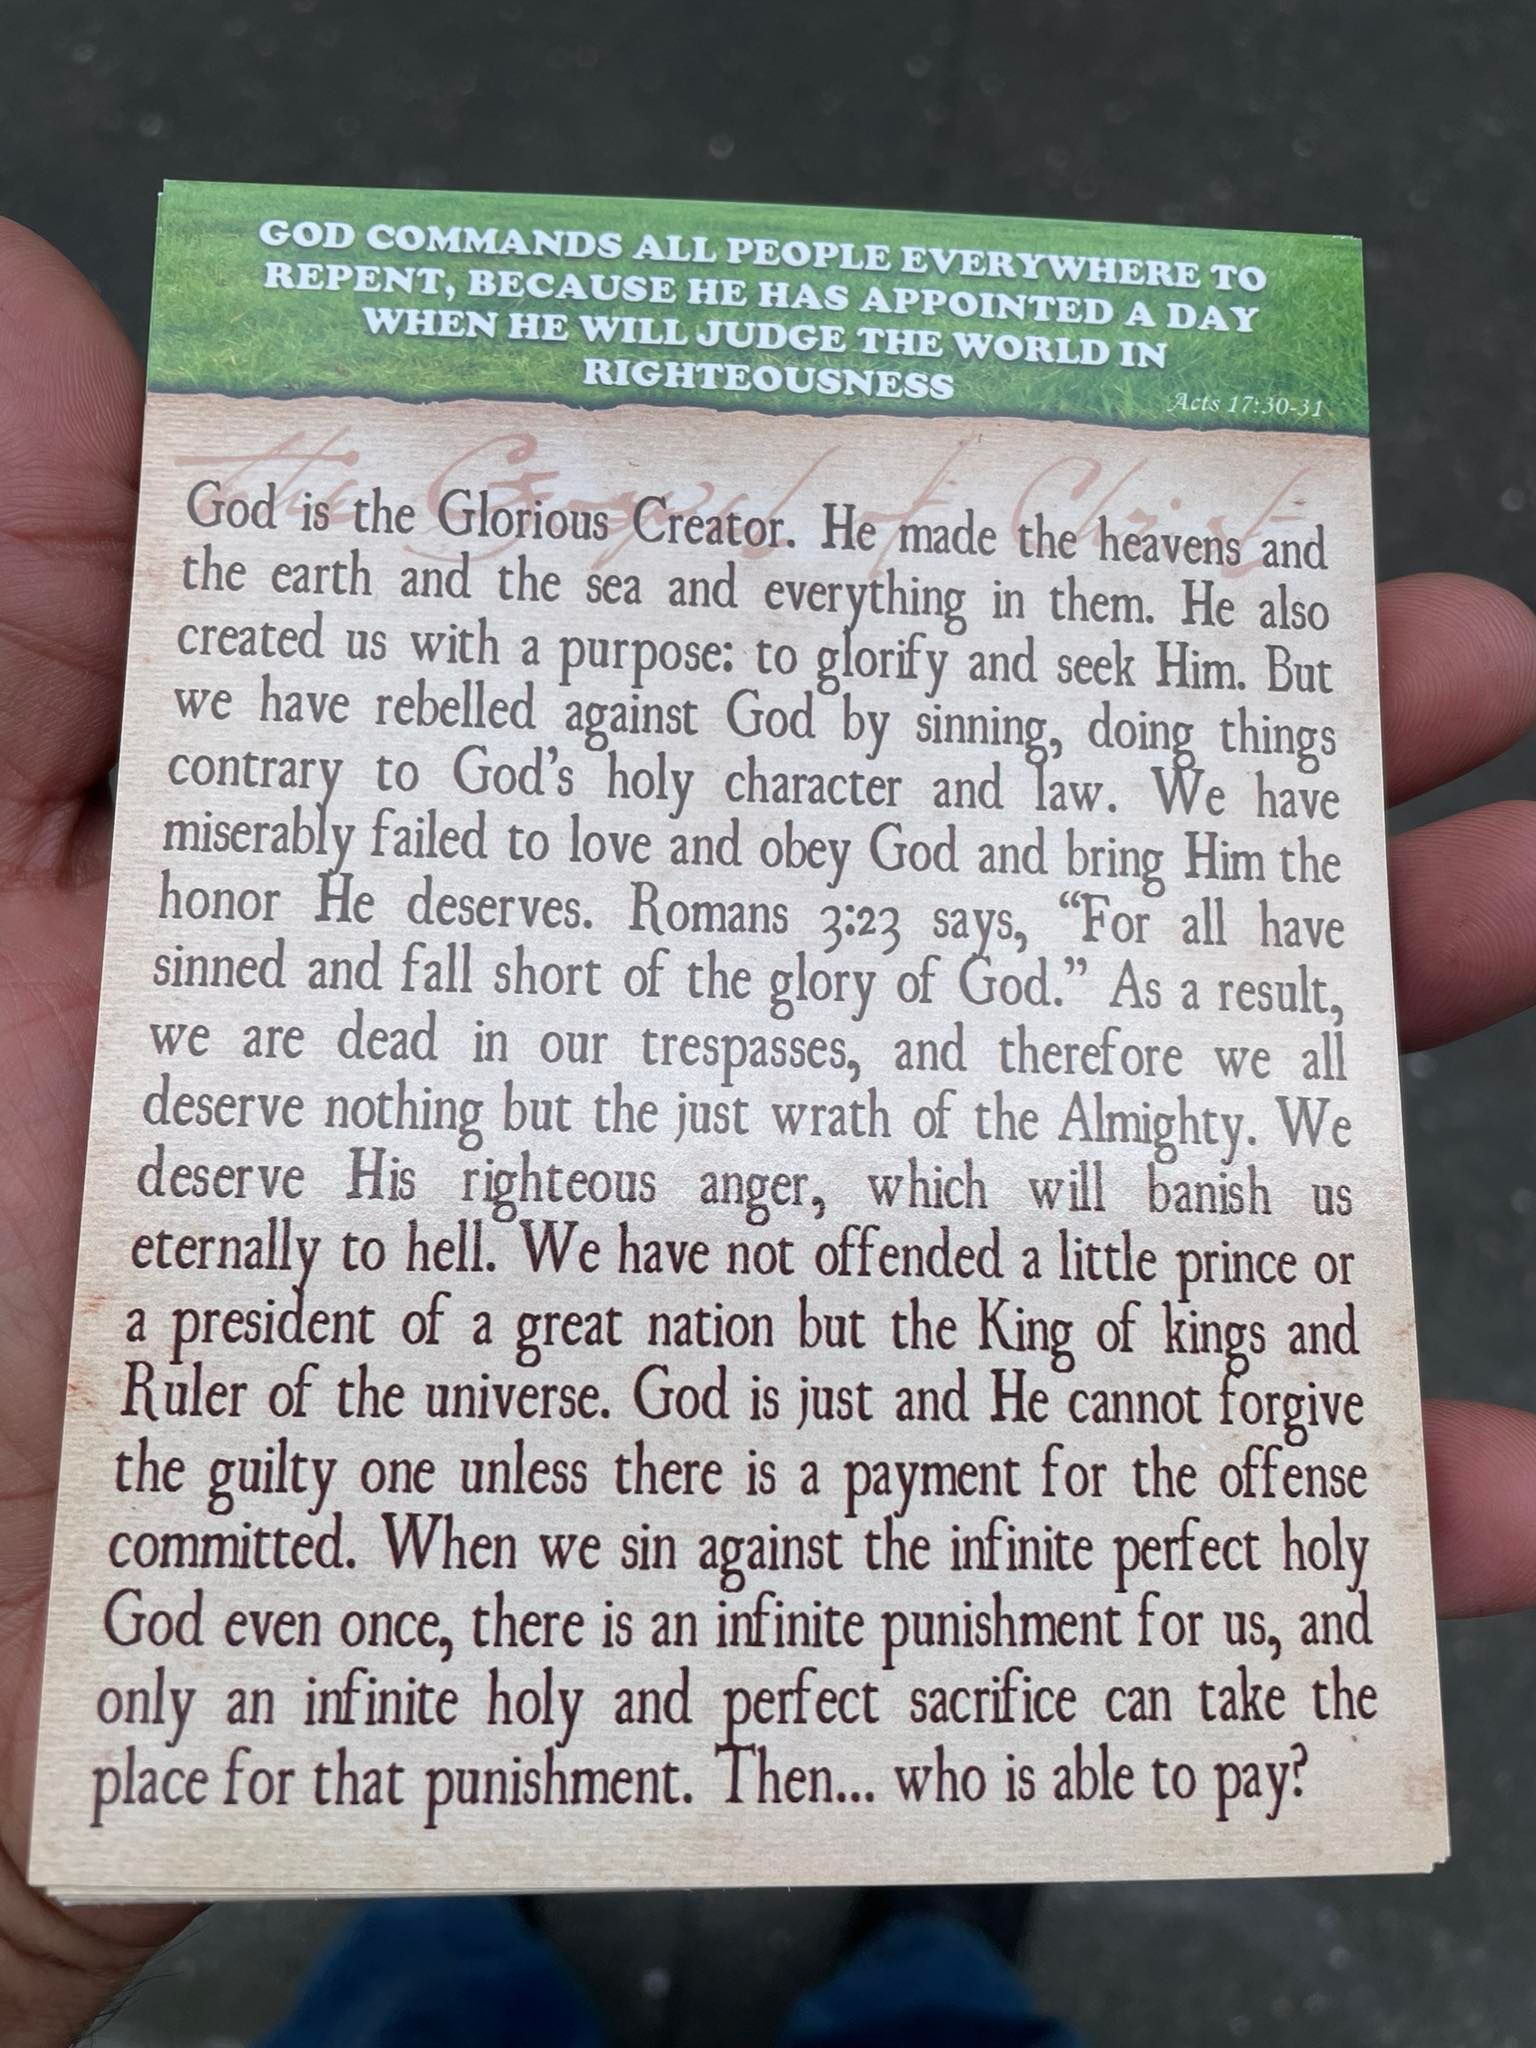 GOD COMMANDS ALL PEOPLE EVERYWHERE TO
REPENT, BECAUSE HE HAS APPOINTED A DAY
WHEN HE WILL JUDGE THE WORLD IN
RIGHTEOUSNESS
Acts 17:30-31
The Gospel of Christ
God is the Glorious Creator. He made the heavens and
the earth and the sea and everything in them. He also
created us with a purpose: to glorify and seek Him. But
we have rebelled against God by sinning, doing things
contrary to God's holy character and law. We have
miserably failed to love and obey God and bring Him the
honor He deserves. Romans 3:23 says, “For all have
sinned and fall short of the glory of God.” As a result,
we are dead in our trespasses, and therefore we all
deserve nothing but the just wrath of the Almighty. We
deserve His righteous anger, which will banish us
eternally to hell. We have not offended a little prince or
a president of a great nation but the King of kings and
Ruler of the universe. God is just and He cannot forgive
the guilty one unless there is a payment for the offense
committed. When we sin against the infinite perfect holy
God even once, there is an infinite punishment for us, and
only an infinite holy and perfect sacrifice can take the
place for that punishment. Then... who is able to pay?